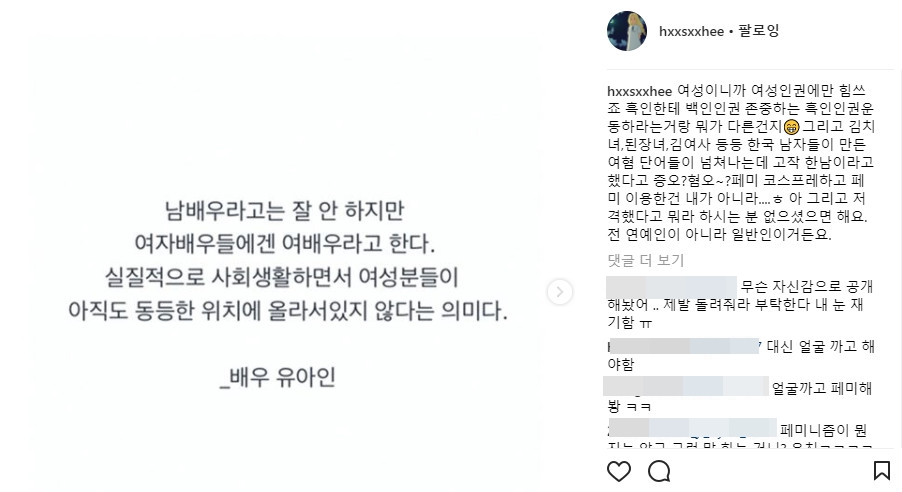 남배우라고는 잘 안 하지만
여자배우들에겐 여배우라고 한다.
실질적으로 사회생활하면서 여성분들이
아직도 동등한 위치에 올라서있지 않다는 의미다.
_배우 유아인
hxxsxxhee • 팔로잉
hxxsxxhee 여성이니까 여성인권에만 힘쓰
죠 흑인한테 백인인권 존중하는 흑인인권운
동하라는거랑 뭐가 다른건지😁그리고 김치
녀,된장녀,김여사 등등 한국 남자들이 만든
여혐 단어들이 넘쳐나는데 고작 한남이라고
했다고 증오?혐오~?페미 코스프레하고 페
미 이용한건 내가 아니라....ㅎ 아 그리고 저
격했다고 뭐라 하시는 분 없으셨으면 해요.
전 연예인이 아니라 일반인이거든요.
댓글 더 보기
무슨 자신감으로 공개
해놨어 .. 제발 돌려줘라 부탁한다 내 눈 재
기함 ㅠ
대신 얼굴 까고 해
야함
얼굴까고 페미해
봥 ㅋㅋ
페미니즘이 뭔